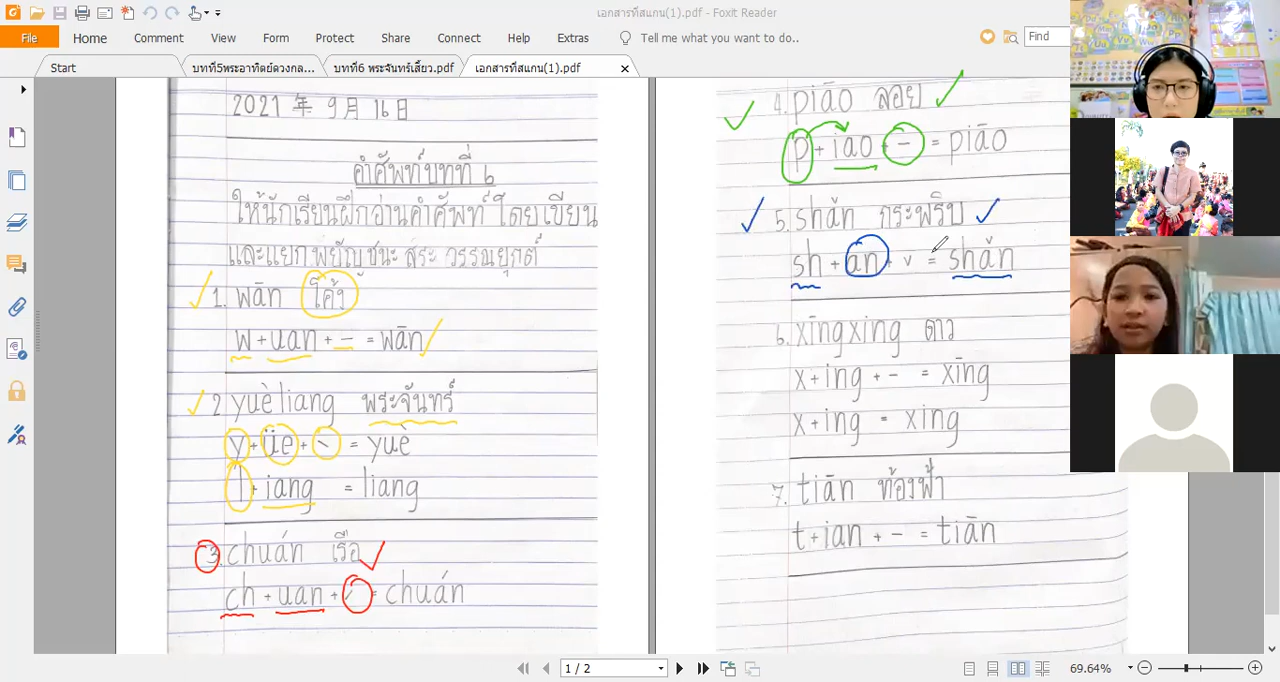 เอกสารที่สแกน(1).pdf - Foxit Reader
File Home Comment View Form Protect Share Connect Help Extras Tell me what you want to do.. Find
Start บทที่5พระอาทิตย์ดวงกล... บทที่6 พระจันทร์เสี้ยว.pdf เอกสารที่สแกน(1).pdf
2021 年 9月 16日
คำศัพท์บทที่ 6
ให้นักเรียนฝึกอ่านคำศัพท์ โดยเขียน
และแยก พยัญชนะ สระ วรรณยุกต์
1. wān โค้ง
w + uan + - = wān
2 yuèliang พระจันทร์
y + üe + ˋ = yuè
l + iang = liang
3. chuán เรือ
ch + uan + ˊ = chuán
4. piāo ลอย
p + iao + - = piāo
5. shǎn กระพริบ
sh + an + v = shǎn
6. xīngxing ดาว
x + ing + - = xīng
x + ing = xing
7. tiān ท้องฟ้า
t + ian + - = tiān
1 / 2
69.64%